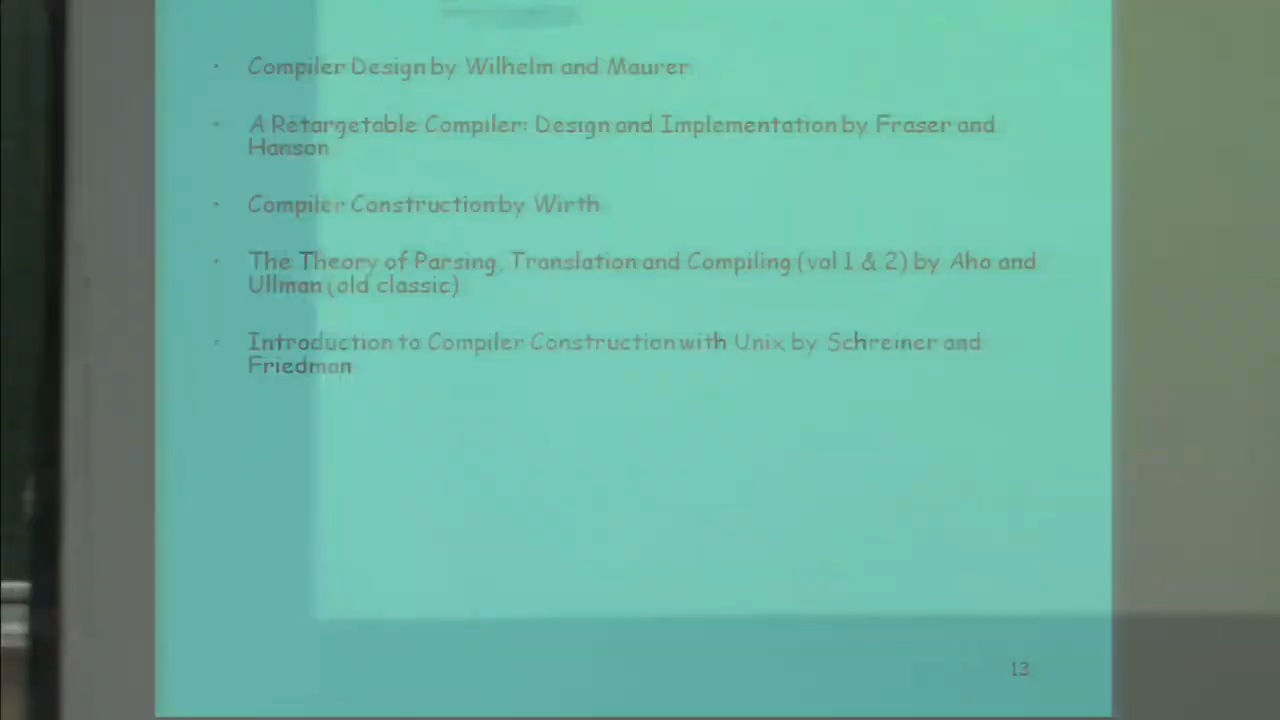 • Compiler Design by Wilhelm and Maurer
• A Retargetable Compiler: Design and Implementation by Fraser and
Hanson
• Compiler Construction by Wirth
• The Theory of Parsing, Translation and Compiling (vol 1 & 2) by Aho and
Ullman (old classic)
• Introduction to Compiler Construction with Unix by Schreiner and
Friedman
13